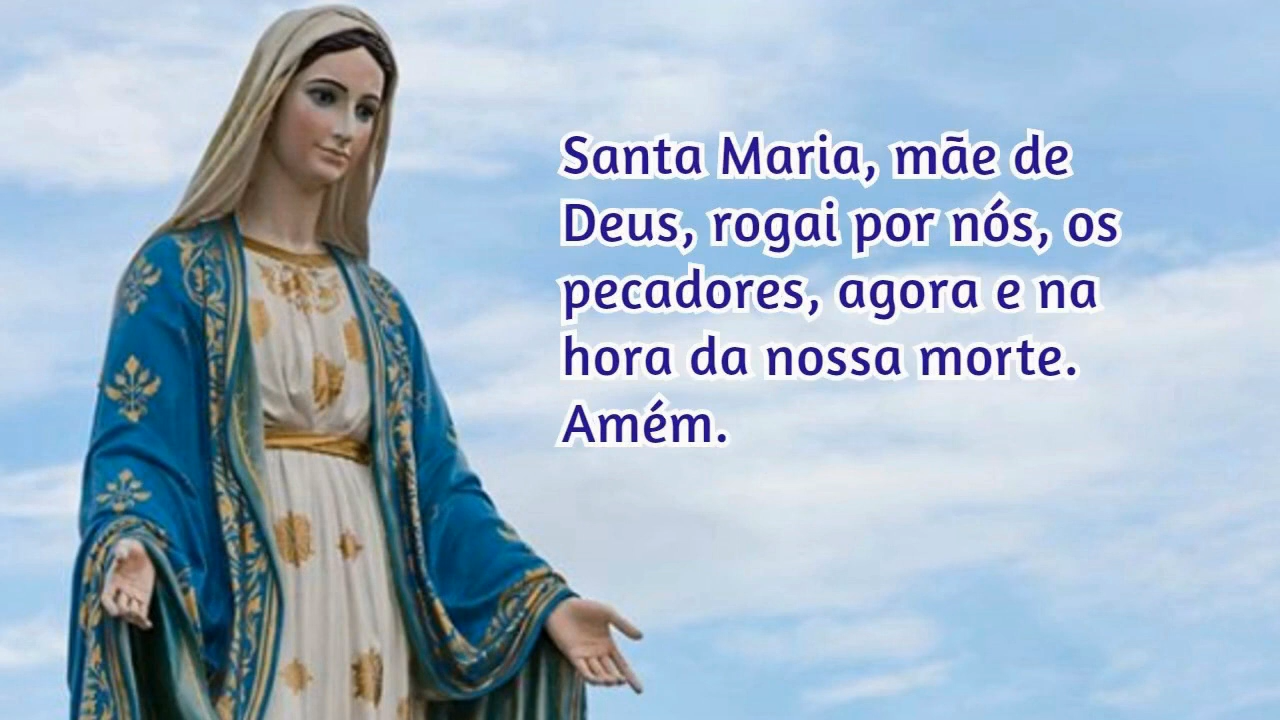 Santa Maria, mãe de
Deus, rogai por nós, os
pecadores, agora e na
hora da nossa morte.
Amém.